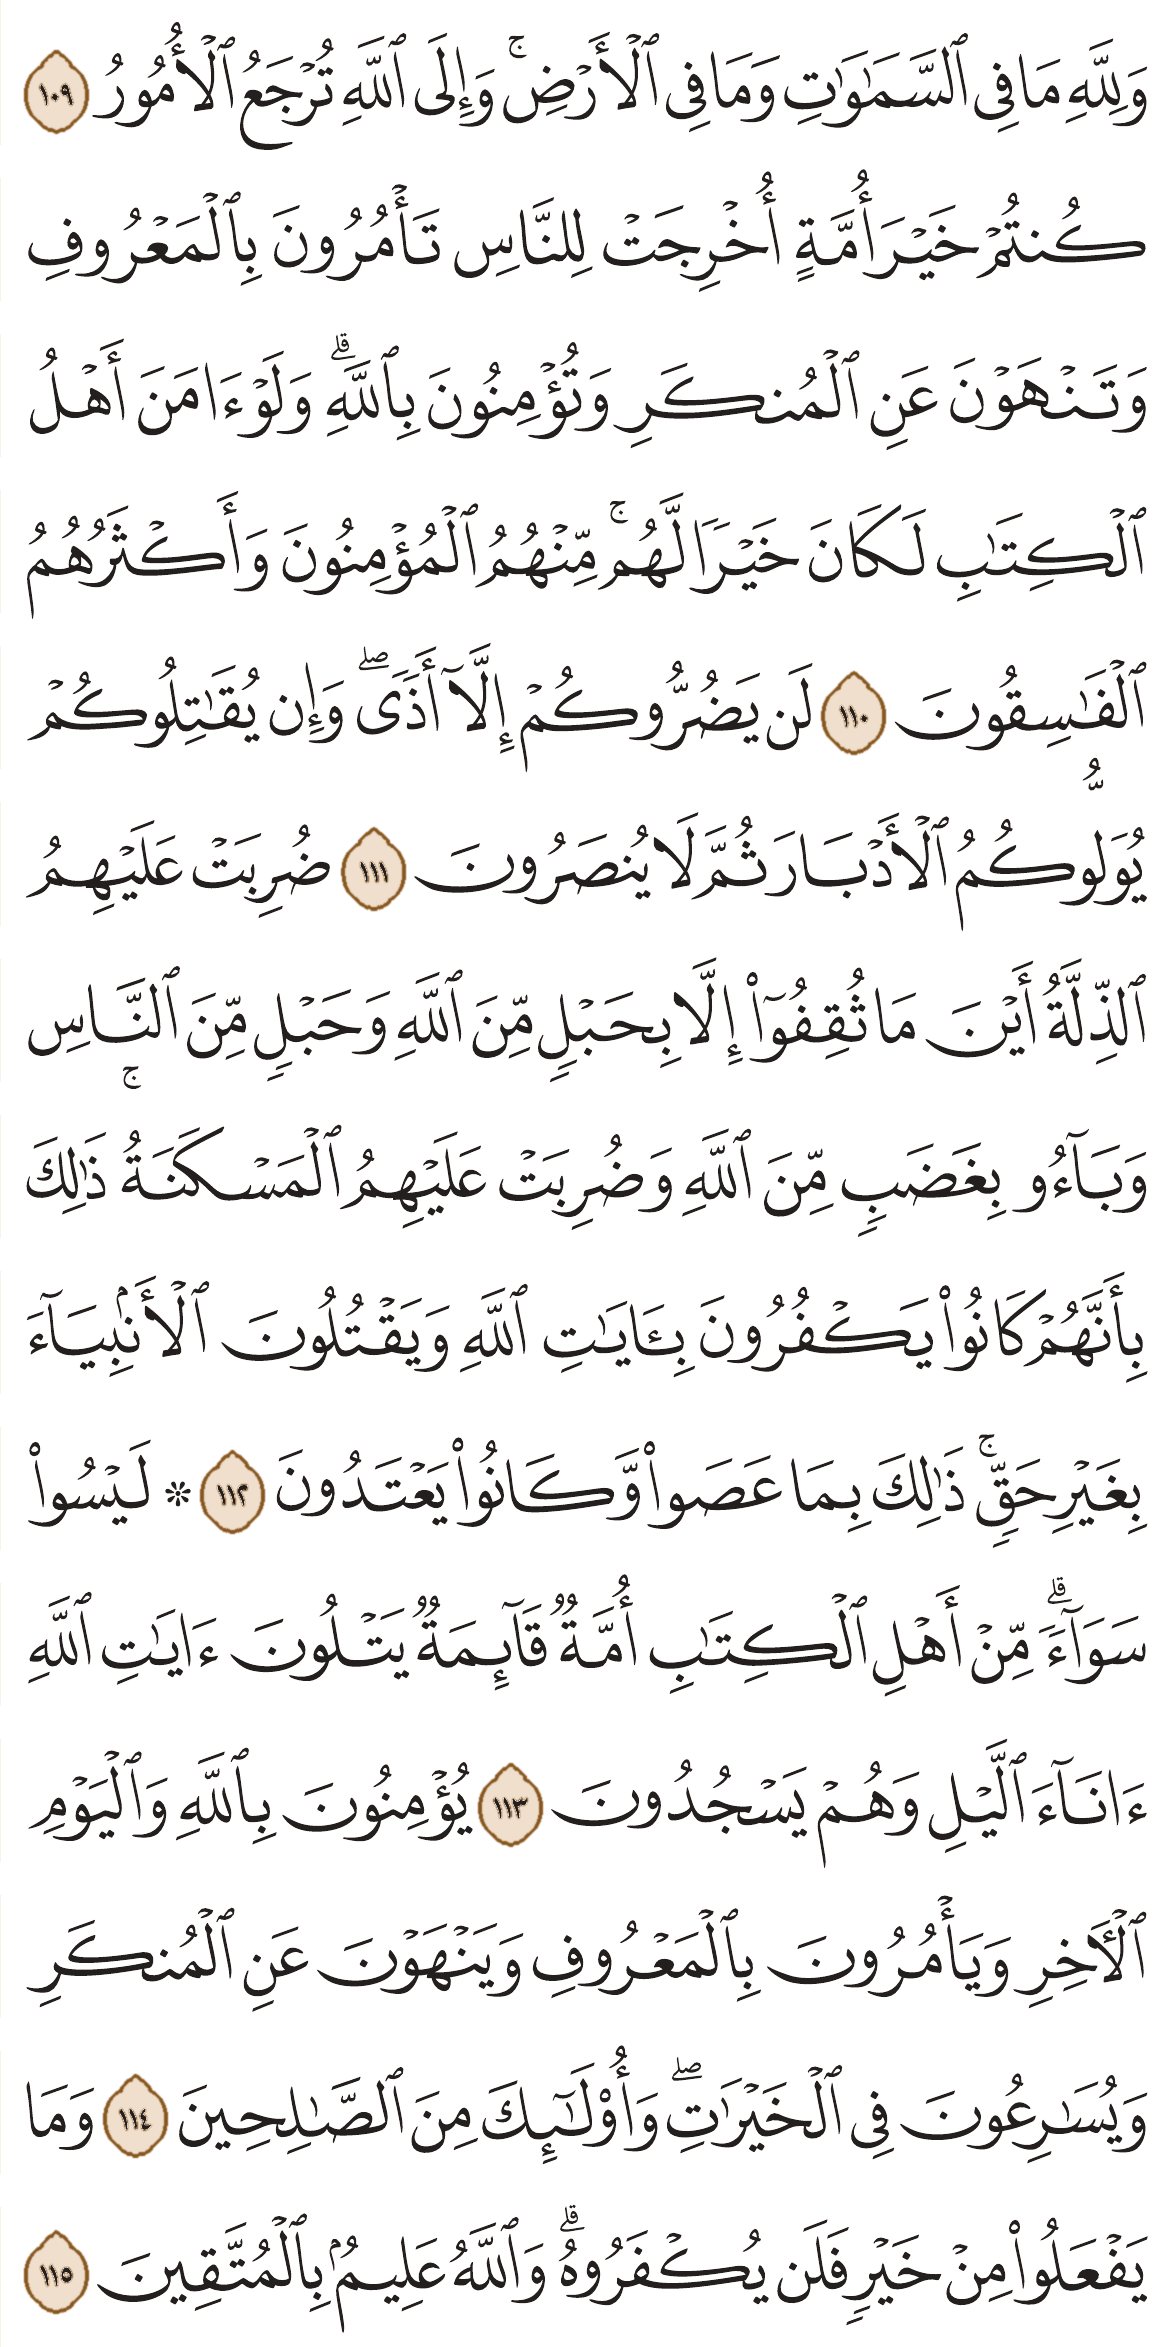 وَلِلَّهِ مَا فِي ٱلسَّمَٰوَٰتِ وَمَا فِي ٱلۡأَرۡضِۚ وَإِلَى ٱللَّهِ تُرۡجَعُ ٱلۡأُمُورُ ١٠٩
كُنتُمۡ خَيۡرَ أُمَّةٍ أُخۡرِجَتۡ لِلنَّاسِ تَأۡمُرُونَ بِٱلۡمَعۡرُوفِ
وَتَنۡهَوۡنَ عَنِ ٱلۡمُنكَرِ وَتُؤۡمِنُونَ بِٱللَّهِۗ وَلَوۡ ءَامَنَ أَهۡلُ
ٱلۡكِتَٰبِ لَكَانَ خَيۡرٗا لَّهُمۚ مِّنۡهُمُ ٱلۡمُؤۡمِنُونَ وَأَكۡثَرُهُمُ
ٱلۡفَٰسِقُونَ ١١٠ لَن يَضُرُّوكُمۡ إِلَّآ أَذٗىۖ وَإِن يُقَٰتِلُوكُمۡ
يُوَلُّوكُمُ ٱلۡأَدۡبَارَ ثُمَّ لَا يُنصَرُونَ ١١١ ضُرِبَتۡ عَلَيۡهِمُ
ٱلذِّلَّةُ أَيۡنَ مَا ثُقِفُوٓاْ إِلَّا بِحَبۡلٖ مِّنَ ٱللَّهِ وَحَبۡلٖ مِّنَ ٱلنَّاسِ
وَبَآءُو بِغَضَبٖ مِّنَ ٱللَّهِ وَضُرِبَتۡ عَلَيۡهِمُ ٱلۡمَسۡكَنَةُۚ ذَٰلِكَ
بِأَنَّهُمۡ كَانُواْ يَكۡفُرُونَ بِـَٔايَٰتِ ٱللَّهِ وَيَقۡتُلُونَ ٱلۡأَنۢبِيَآءَ
بِغَيۡرِ حَقّٖۚ ذَٰلِكَ بِمَا عَصَواْ وَّكَانُواْ يَعۡتَدُونَ ١١٢ ۞ لَيۡسُواْ
سَوَآءٗۗ مِّنۡ أَهۡلِ ٱلۡكِتَٰبِ أُمَّةٞ قَآئِمَةٞ يَتۡلُونَ ءَايَٰتِ ٱللَّهِ
ءَانَآءَ ٱلَّيۡلِ وَهُمۡ يَسۡجُدُونَ ١١٣ يُؤۡمِنُونَ بِٱللَّهِ وَٱلۡيَوۡمِ
ٱلۡأٓخِرِ وَيَأۡمُرُونَ بِٱلۡمَعۡرُوفِ وَيَنۡهَوۡنَ عَنِ ٱلۡمُنكَرِ
وَيُسَٰرِعُونَ فِي ٱلۡخَيۡرَٰتِۖ وَأُوْلَٰٓئِكَ مِنَ ٱلصَّٰلِحِينَ ١١٤ وَمَا
يَفۡعَلُواْ مِنۡ خَيۡرٖ فَلَن يُكۡفَرُوهُۗ وَٱللَّهُ عَلِيمُۢ بِٱلۡمُتَّقِينَ ١١٥